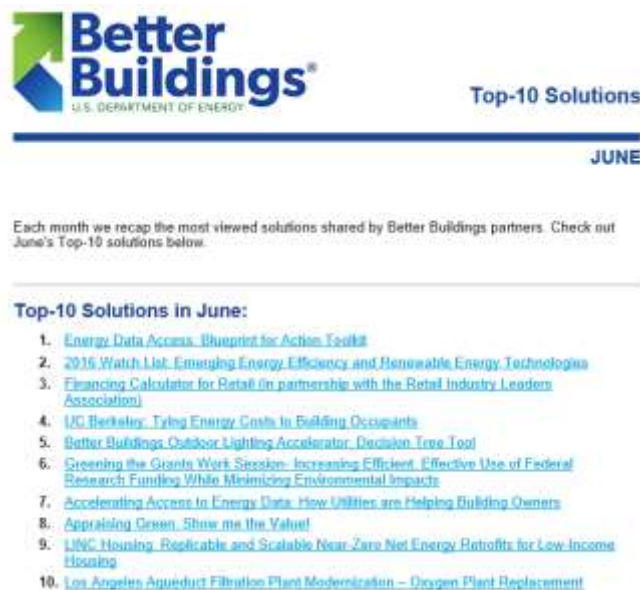 Better
Buildings®
U.S. DEPARTMENT OF ENERGY
Top-10 Solutions
JUNE
Each month we recap the most viewed solutions shared by Better Buildings partners. Check out
June's Top-10 solutions below.
Top-10 Solutions in June:
1. Energy Data Access: Blueprint for Action Toolkit
2. 2016 Watch List: Emerging Energy Efficiency and Renewable Energy Technologies
3. Financing Calculator for Retail (in partnership with the Retail Industry Leaders
Association)
4. UC Berkeley: Tying Energy Costs to Building Occupants
5. Better Buildings Outdoor Lighting Accelerator: Decision Tree Tool
6. Greening the Grants Work Session- Increasing Efficient, Effective Use of Federal
Research Funding While Minimizing Environmental Impacts
7. Accelerating Access to Energy Data: How Utilities are Helping Building Owners
8. Appraising Green: Show me the Value!
9. LINC Housing: Replicable and Scalable Near-Zero Net Energy Retrofits for Low-Income
Housing
10. Los Angeles Aqueduct Filtration Plant Modernization – Oxygen Plant Replacement